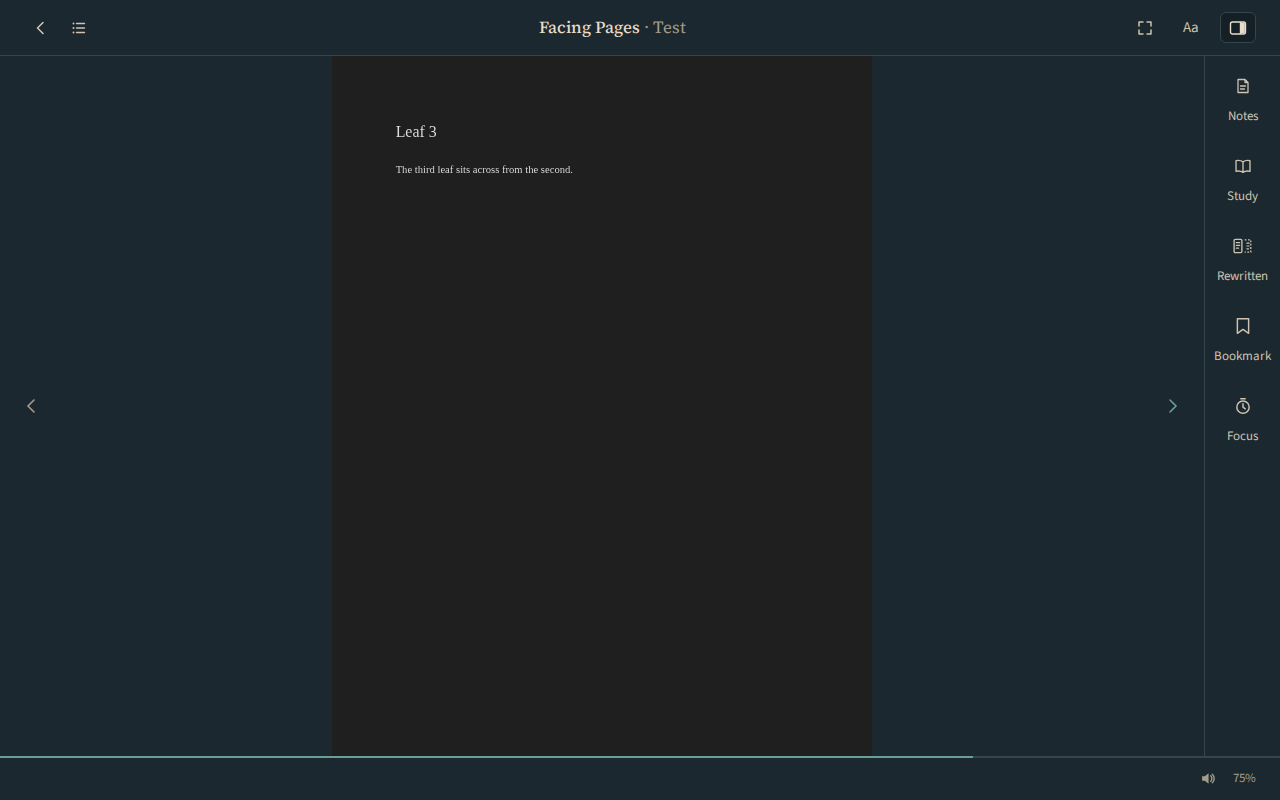 Facing Pages · Test
Aa
Leaf 3
The third leaf sits across from the second.
Notes
Study
Rewritten
Bookmark
Focus
75%